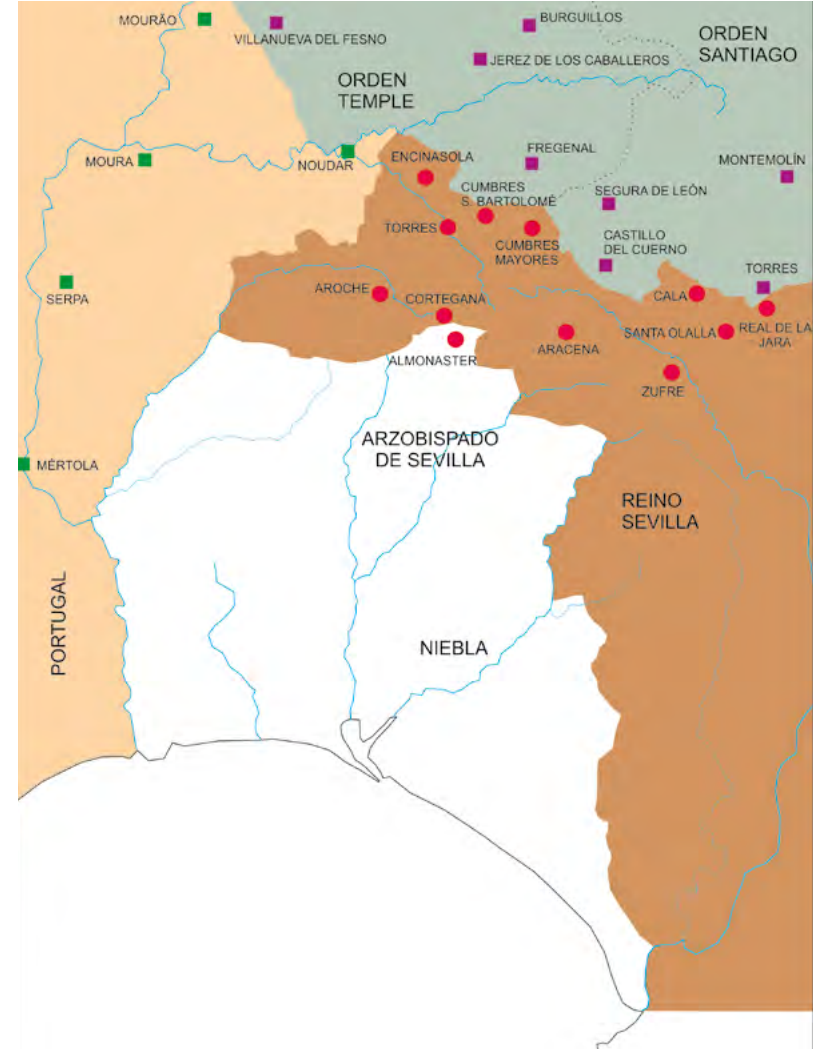 MOURÃO
BURGUILLOS
VILLANUEVA DEL FESNO
ORDEN
SANTIAGO
JEREZ DE LOS CABALLEROS
ORDEN
TEMPLE
MOURA
NOUDAR
ENCINASOLA
FREGENAL
MONTEMOLÍN
CUMBRES
S. BARTOLOMÉ
SEGURA DE LEÓN
TORRES
CUMBRES
MAYORES
CASTILLO
DEL CUERNO
TORRES
SERPA
AROCHE
CORTEGANA
CALA
ALMONASTER
ARACENA
SANTA OLALLA
REAL DE LA
JARA
ZUFRE
ARZOBISPADO
DE SEVILLA
MÈRTOLA
REINO
SEVILLA
PORTUGAL
NIEBLA